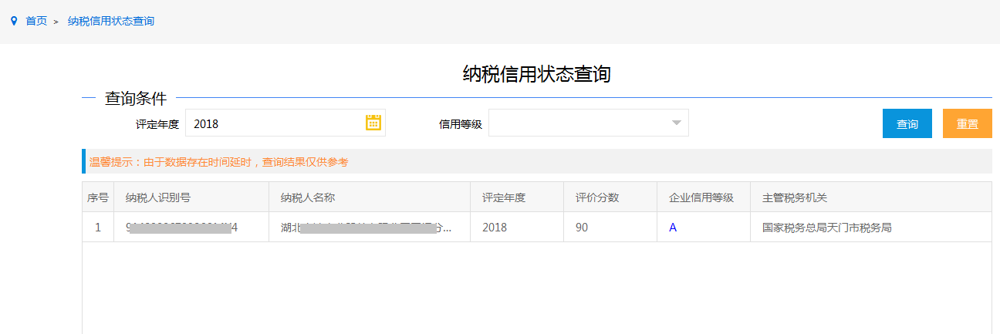 首页 > 纳税信用状态查询
纳税信用状态查询
查询条件
评定年度 2018 信用等级 查询 重置
温馨提示：由于数据存在时间延时，查询结果仅供参考
序号 纳税人识别号 纳税人名称 评定年度 评价分数 企业信用等级 主管税务机关
1 9 4 湖北 分... 2018 90 A 国家税务总局天门市税务局